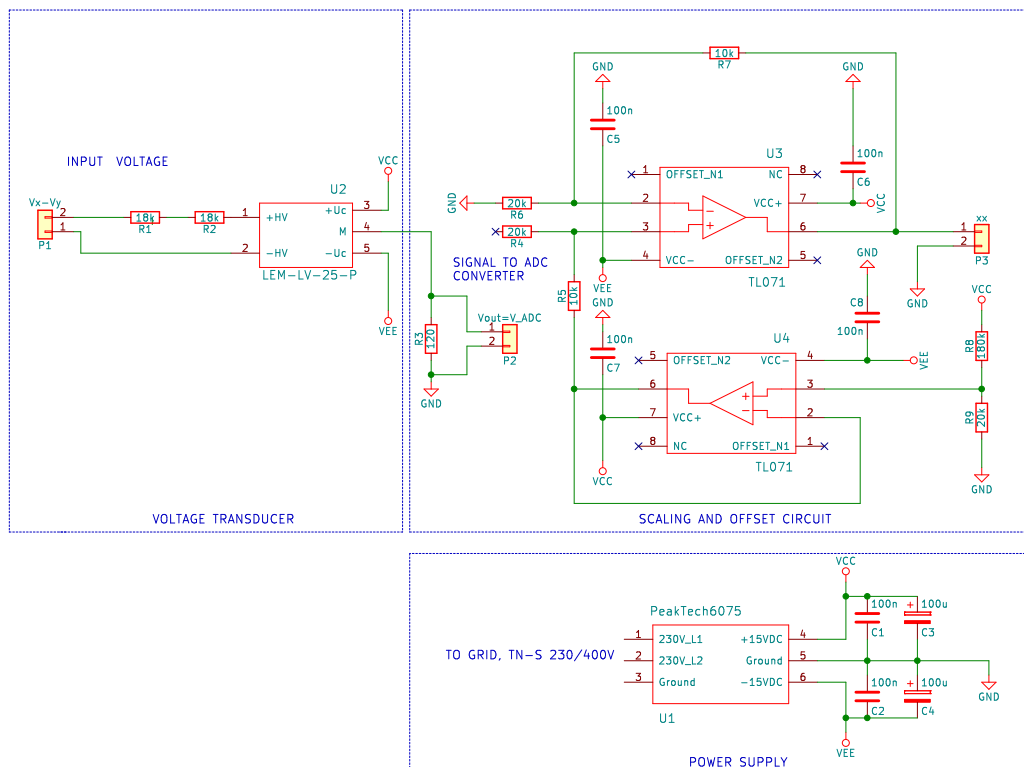 INPUT  VOLTAGE
Vx-Vy
2
1
P1
18k
R1
18k
R2
U2
1
+HV
2
-HV
+Uc
3
M
4
-Uc
5
LEM-LV-25-P
VCC
VEE
R3
120
GND
Vout=V_ADC
1
2
P2
VOLTAGE TRANSDUCER
10k
R7
GND
100n
C5
GND
100n
C6
VCC
U3
1
OFFSET_N1
NC
8
2
VCC+
7
3
6
4
VCC-
OFFSET_N2
5
TL071
GND
20k
R6
20k
R4
SIGNAL TO ADC
CONVERTER
VEE
R5
10k
GND
100n
C7
xx
1
2
P3
GND
GND
C8
100n
VEE
VCC
R8
180k
R9
20k
GND
U4
5
OFFSET_N2
VCC-
4
6
3
7
VCC+
2
8
NC
OFFSET_N1
1
TL071
VCC
SCALING AND OFFSET CIRCUIT
VCC
PeakTech6075
TO GRID, TN-S 230/400V
1
230V_L1
+15VDC
4
2
230V_L2
Ground
5
3
Ground
-15VDC
6
U1
100n
C1
+
100u
C3
100n
C2
+
100u
C4
GND
VEE
POWER SUPPLY